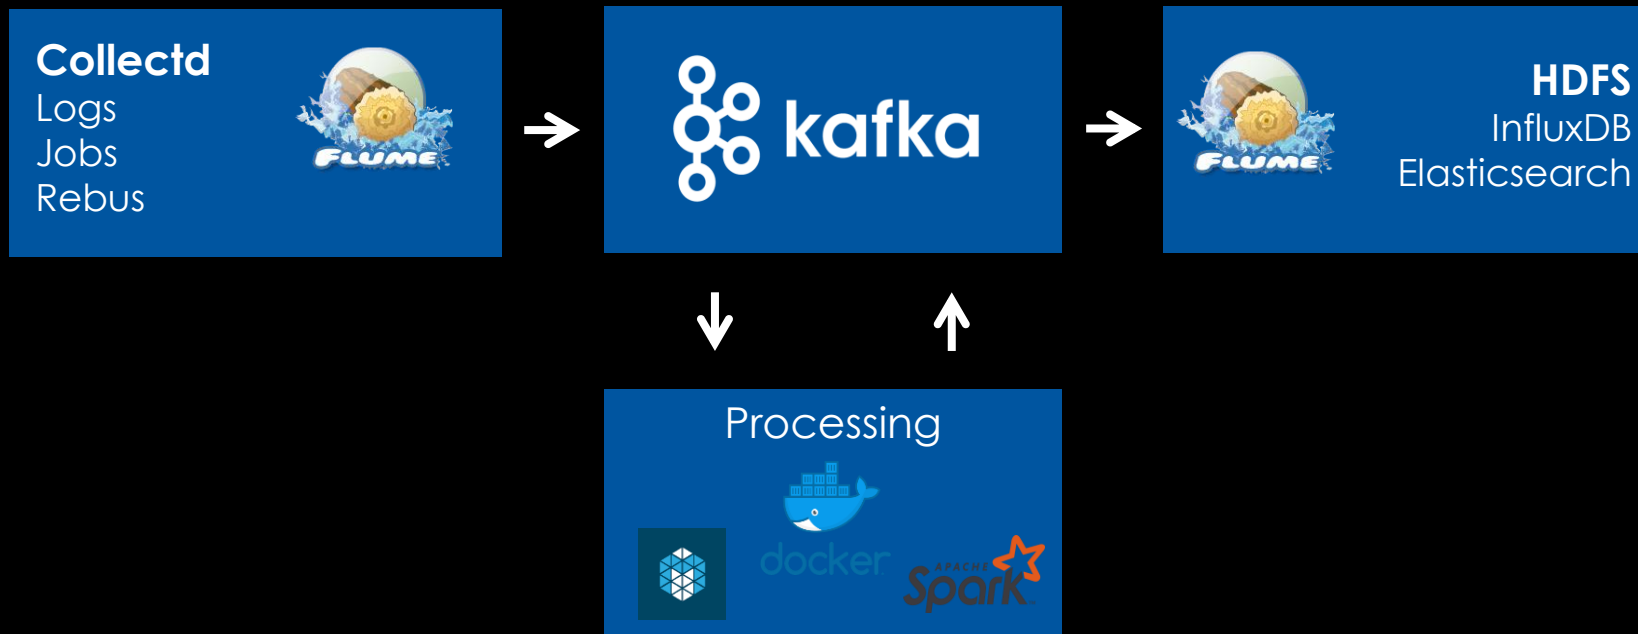 Collectd
Logs
Jobs
Rebus
FLUME
kafka
FLUME
HDFS
InfluxDB
Elasticsearch
Processing
docker
APACHE
Spark